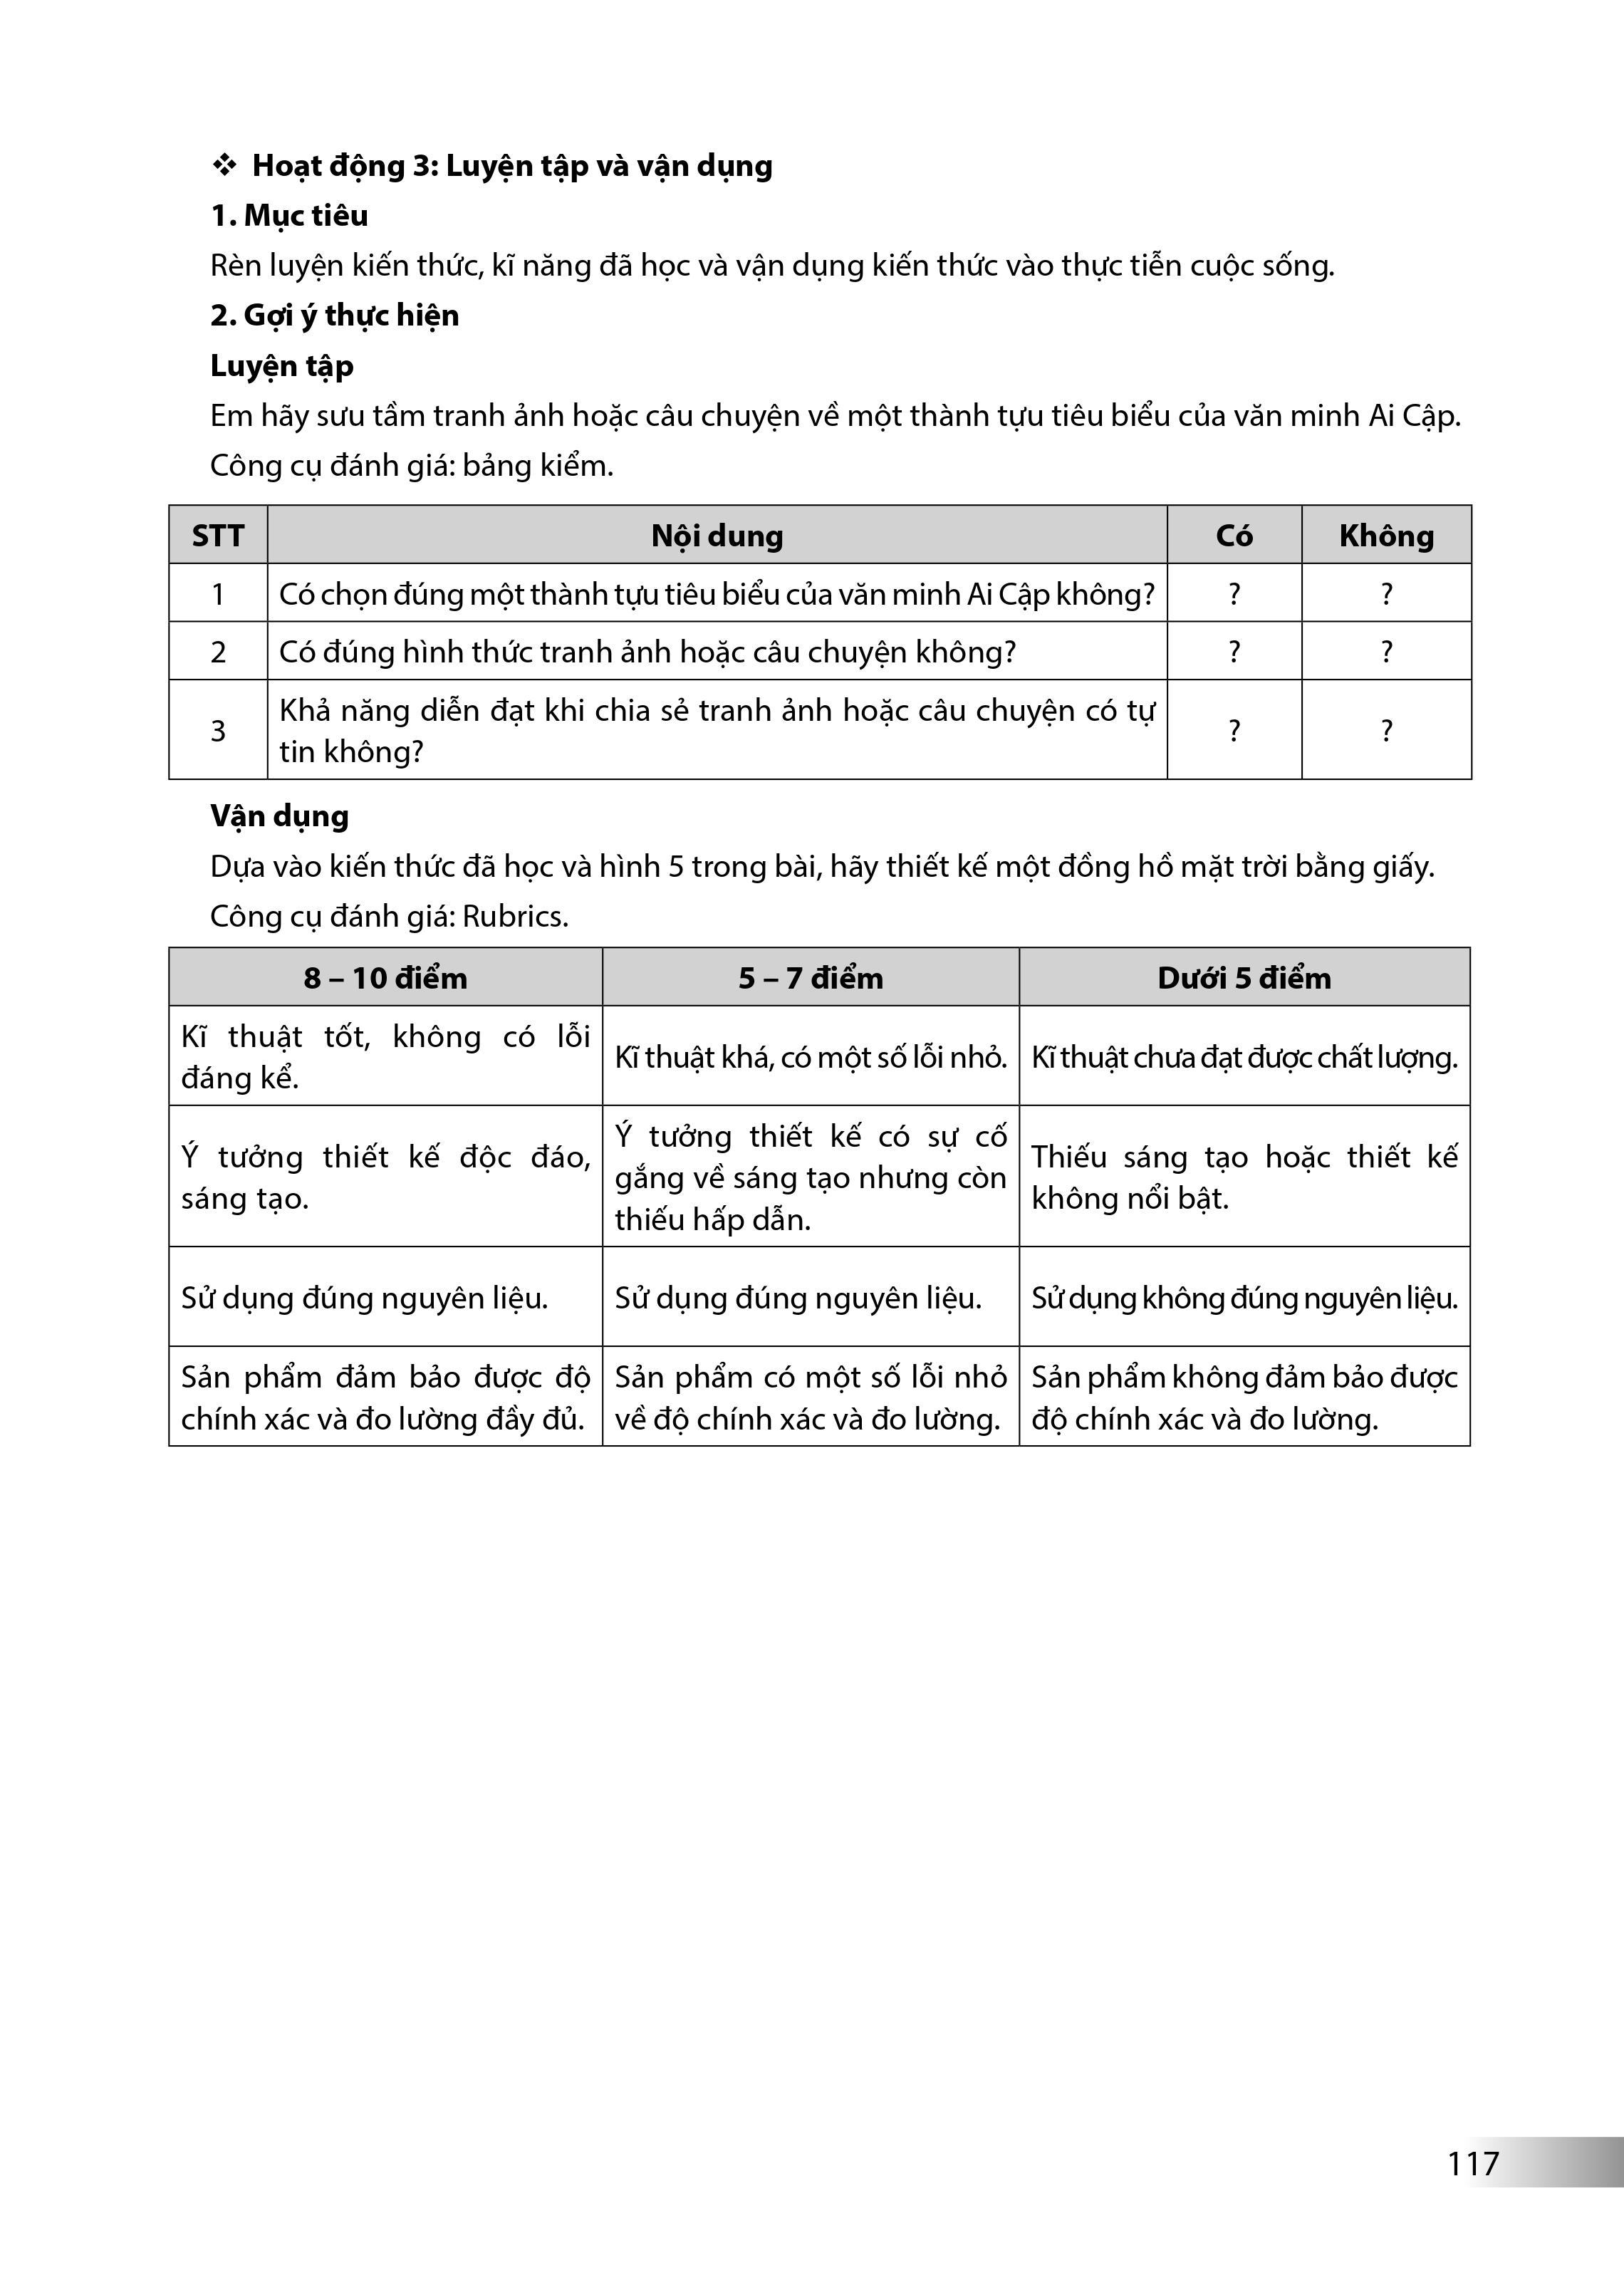 ❖ Hoạt động 3: Luyện tập và vận dụng
1. Mục tiêu
Rèn luyện kiến thức, kĩ năng đã học và vận dụng kiến thức vào thực tiễn cuộc sống.
2. Gợi ý thực hiện
Luyện tập
Em hãy sưu tầm tranh ảnh hoặc câu chuyện về một thành tựu tiêu biểu của văn minh Ai Cập.
Công cụ đánh giá: bảng kiểm.
STT Nội dung Có Không
1 Có chọn đúng một thành tựu tiêu biểu của văn minh Ai Cập không? ? ?
2 Có đúng hình thức tranh ảnh hoặc câu chuyện không? ? ?
3 Khả năng diễn đạt khi chia sẻ tranh ảnh hoặc câu chuyện có tự
tin không? ? ?
Vận dụng
Dựa vào kiến thức đã học và hình 5 trong bài, hãy thiết kế một đồng hồ mặt trời bằng giấy.
Công cụ đánh giá: Rubrics.
8 – 10 điểm 5 – 7 điểm Dưới 5 điểm
Kĩ thuật tốt, không có lỗi
đáng kể.
Kĩ thuật khá, có một số lỗi nhỏ.
Kĩ thuật chưa đạt được chất lượng.
Ý tưởng thiết kế độc đáo,
sáng tạo.
Ý tưởng thiết kế có sự cố
gắng về sáng tạo nhưng còn
thiếu hấp dẫn.
Thiếu sáng tạo hoặc thiết kế
không nổi bật.
Sử dụng đúng nguyên liệu.
Sử dụng đúng nguyên liệu.
Sử dụng không đúng nguyên liệu.
Sản phẩm đảm bảo được độ
chính xác và đo lường đầy đủ.
Sản phẩm có một số lỗi nhỏ
về độ chính xác và đo lường.
Sản phẩm không đảm bảo được
độ chính xác và đo lường.
117